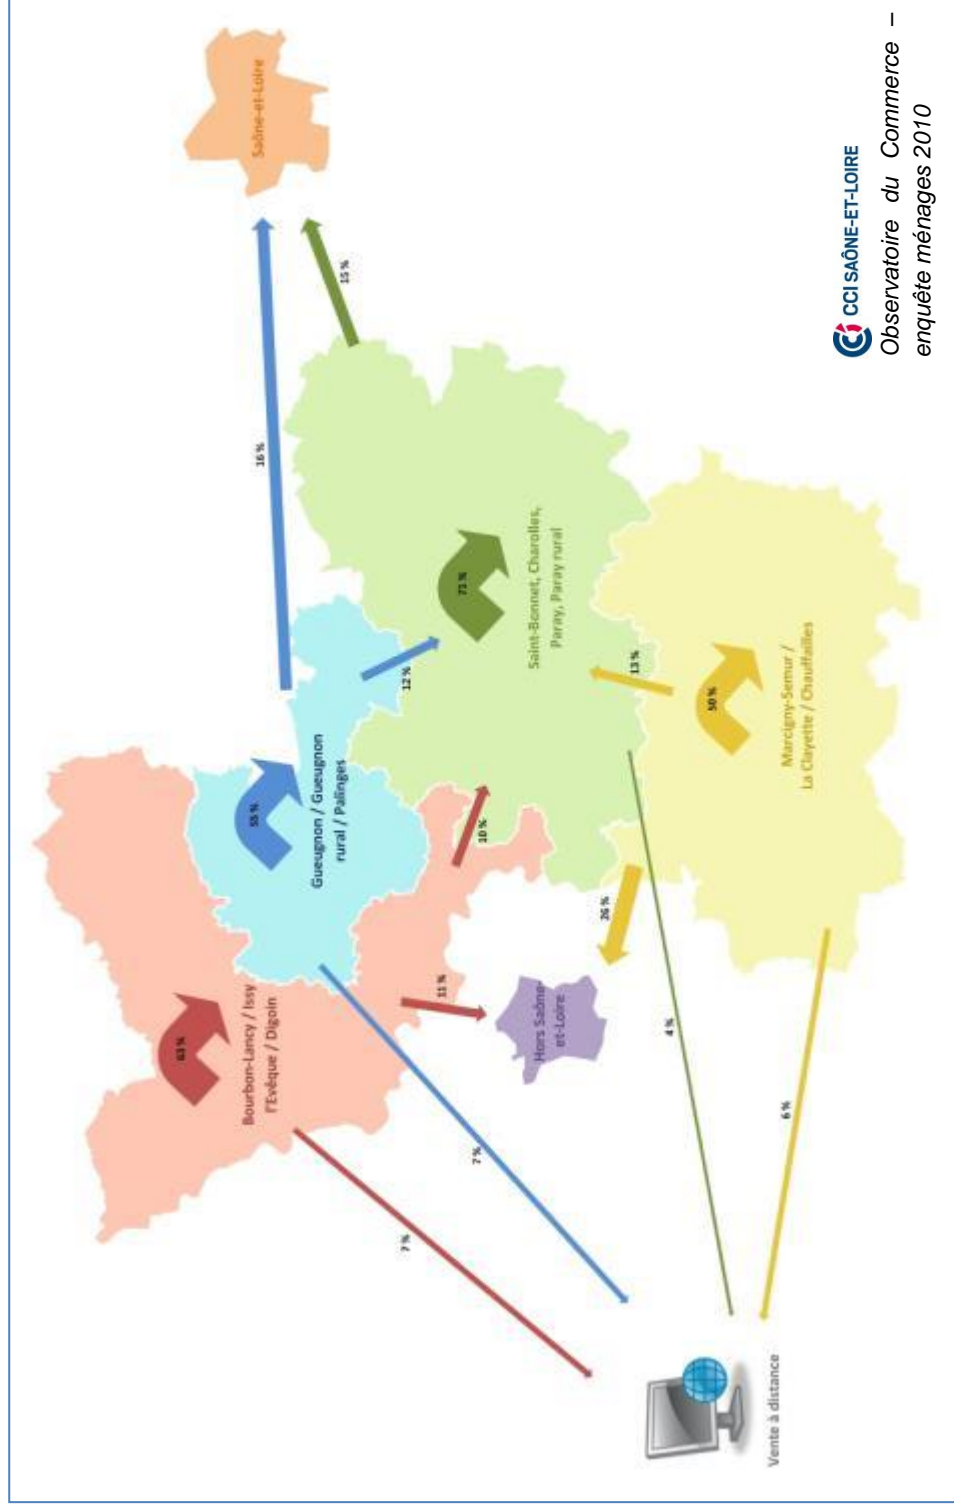 Saône-et-Loire
16 %
15 %
71 %
Saint-Bonnet, Charolles,
Paray, Paray rural
12 %
55 %
Gueugnon / Gueugnon
rural / Palinges
10 %
13 %
50 %
Marcigny-Semur /
La Clayette / Chauffailles
63 %
Bourbon-Lancy / Issy
l'Evêque / Digoin
11 %
26 %
Hors Saône-
et-Loire
7 %
7 %
4 %
6 %
Vente à distance
CCI SAÔNE-ET-LOIRE
Observatoire du Commerce –
enquête ménages 2010